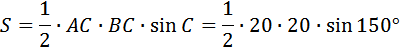 S = 1/2 · AC · BC · sin C = 1/2 · 20 · 20 · sin 150°